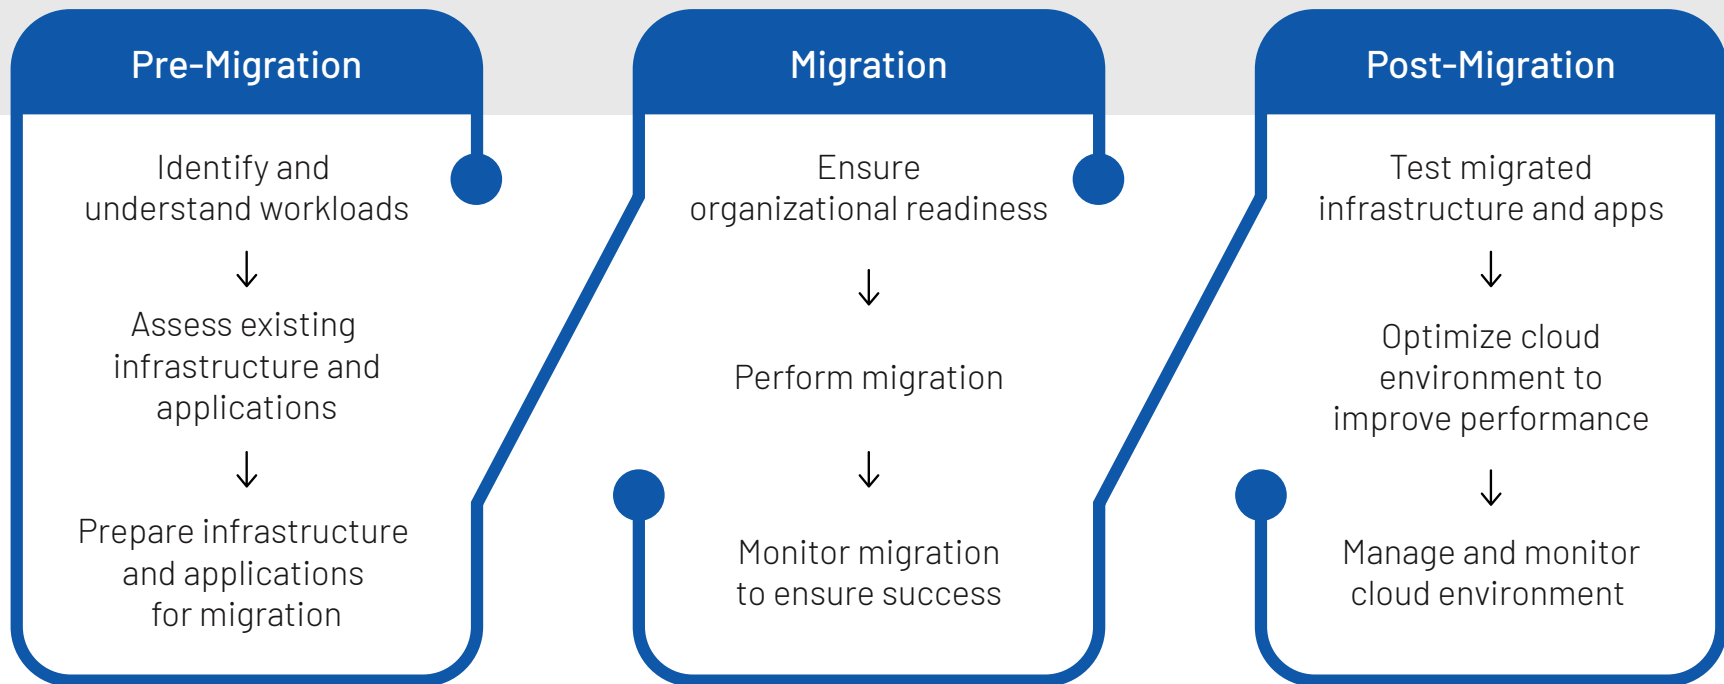 Pre-Migration
Identify and
understand workloads
Assess existing
infrastructure and
applications
Prepare infrastructure
and applications
for migration
Migration
Ensure
organizational readiness
Perform migration
Monitor migration
to ensure success
Post-Migration
Test migrated
infrastructure and apps
Optimize cloud
environment to
improve performance
Manage and monitor
cloud environment